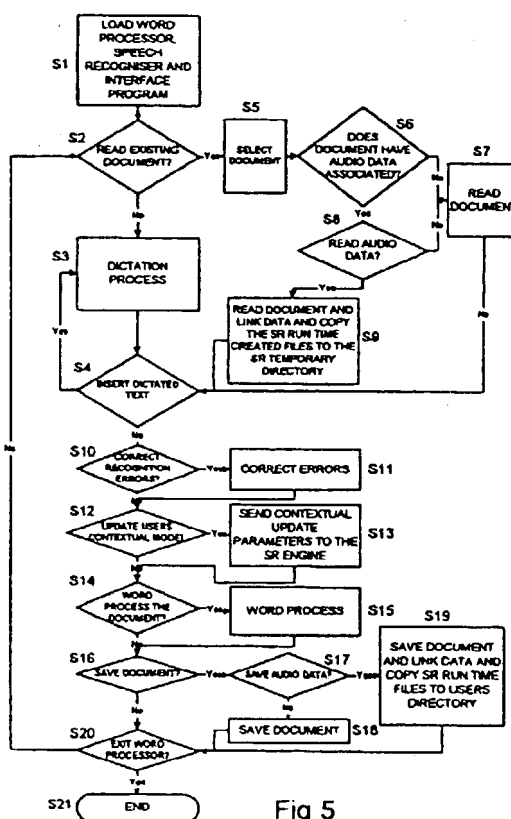 S1
LOAD WORD
PROCESSOR,
SPEECH
RECOGNISER AND
INTERFACE
PROGRAM
S2
READ EXISTING
DOCUMENT?
Yes
No
S5
SELECT
DOCUMENT
S6
DOES
DOCUMENT HAVE
AUDIO DATA
ASSOCIATED?
Yes
No
S7
READ
DOCUMENT
No
S8
READ AUDIO
DATA?
No
Yes
S3
DICTATION
PROCESS
Yes
S9
READ DOCUMENT AND
LINK DATA AND COPY
THE SR RUN TIME
CREATED FILES TO THE
SR TEMPORARY
DIRECTORY
S4
INSERT DICTATED
TEXT
No
No
S10
CORRECT
RECOGNITION
ERRORS?
Yes
CORRECT ERRORS
S11
No
S12
UPDATE USERS
CONTEXTUAL MODEL
Yes
SEND CONTEXTUAL
UPDATE
PARAMETERS TO THE
SR ENGINE
S13
No
S14
WORD
PROCESS THE
DOCUMENT?
Yes
WORD PROCESS
S15
No
S16
SAVE DOCUMENT?
Yes
No
S17
SAVE AUDIO DATA?
Yes
No
S18
SAVE DOCUMENT
S19
SAVE DOCUMENT
AND LINK DATA AND
COPY SR RUN TIME
FILES TO USERS
DIRECTORY
S20
EXIT WORD
PROCESSOR?
Yes
S21
END
Fig 5